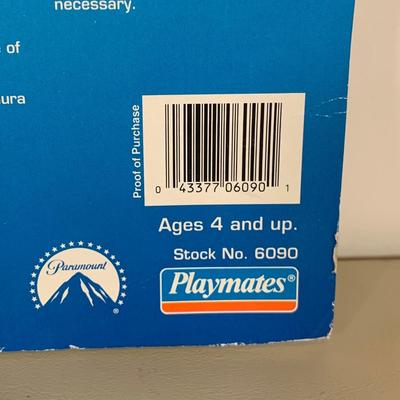 necessary.
of
ura
Proof of Purchase
0 43377 06090 1
Ages 4 and up.
Stock No. 6090
Paramount
®
Playmates®